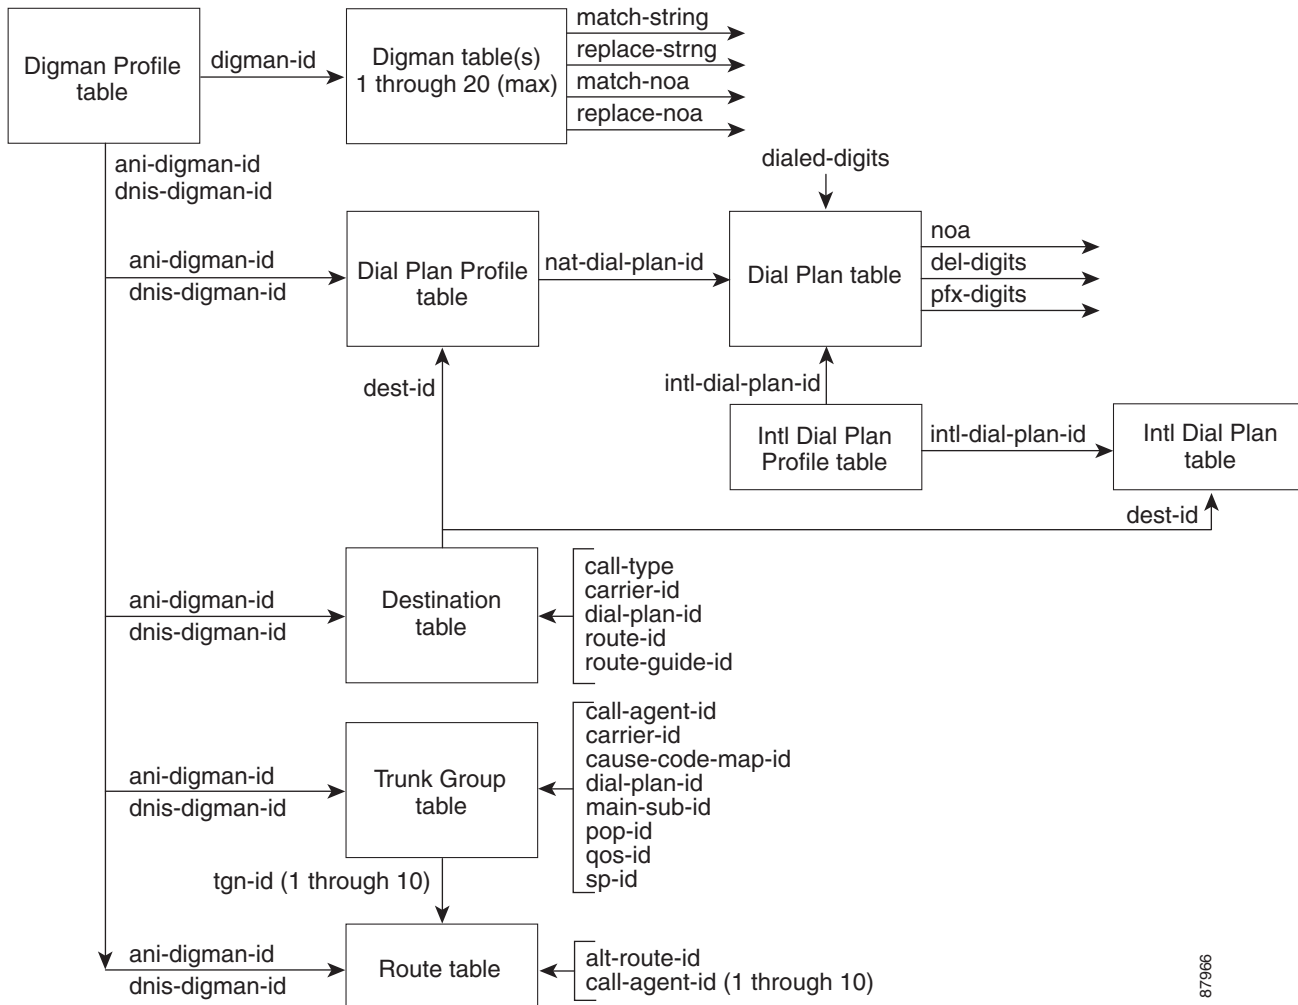 Digman Profile
table
digman-id
Digman table(s)
1 through 20 (max)
match-string
replace-strng
match-noa
replace-noa
ani-digman-id
dnis-digman-id
dialed-digits
ani-digman-id
dnis-digman-id
Dial Plan Profile
table
nat-dial-plan-id
Dial Plan table
noa
del-digits
pfx-digits
dest-id
intl-dial-plan-id
Intl Dial Plan
Profile table
intl-dial-plan-id
Intl Dial Plan
table
dest-id
ani-digman-id
dnis-digman-id
Destination
table
call-type
carrier-id
dial-plan-id
route-id
route-guide-id
ani-digman-id
dnis-digman-id
Trunk Group
table
call-agent-id
carrier-id
cause-code-map-id
dial-plan-id
main-sub-id
pop-id
qos-id
sp-id
tgn-id (1 through 10)
ani-digman-id
dnis-digman-id
Route table
alt-route-id
call-agent-id (1 through 10)
87966